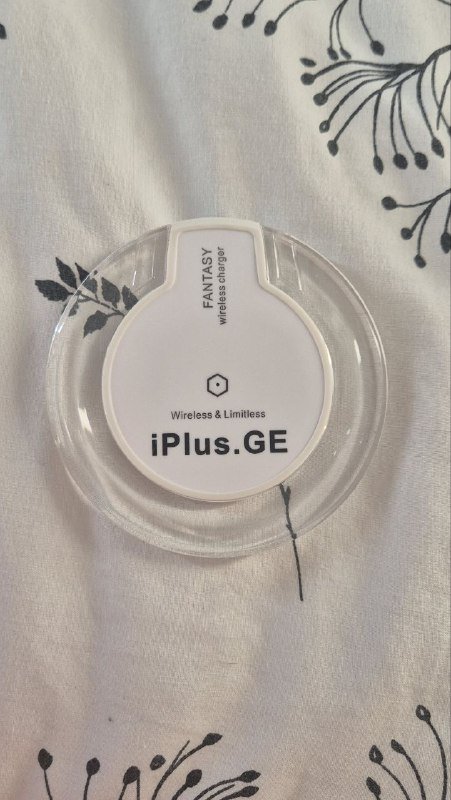 FANTASY
wireless charger
Wireless & Limitless
iPlus.GE